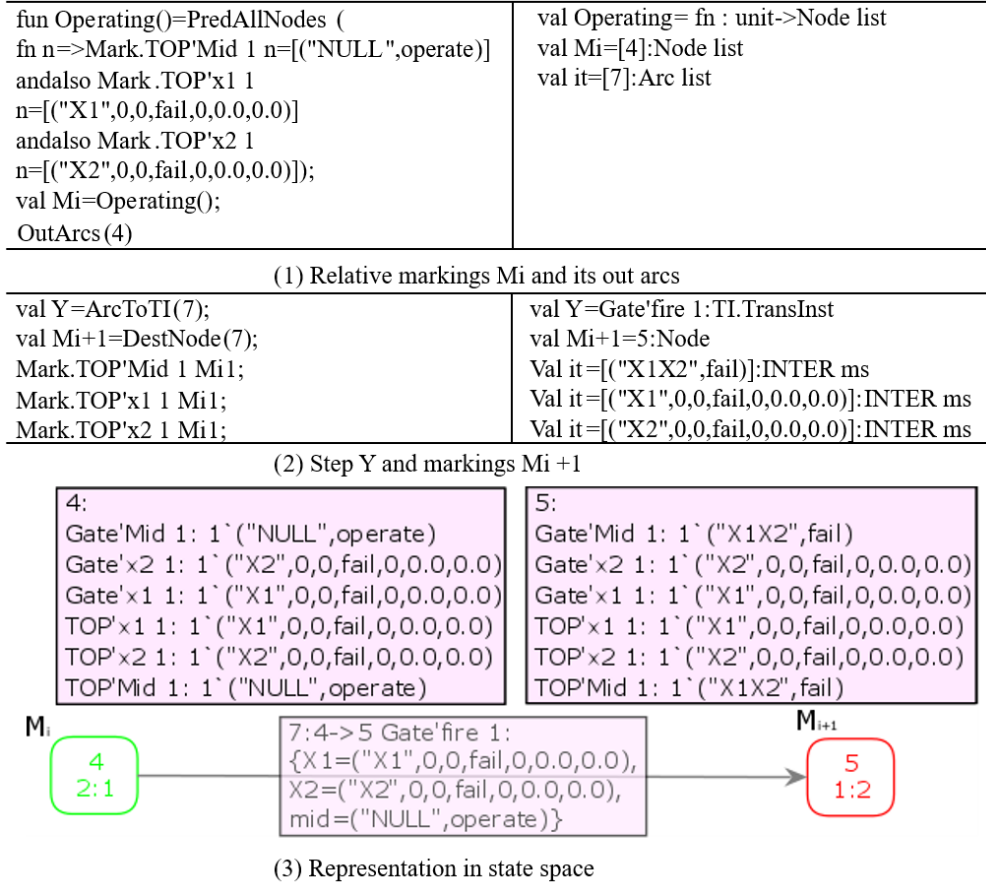 fun Operating()=PredAllNodes (
fn n=>Mark.TOP'Mid 1 n=[("NULL",operate)]
andalso Mark.TOP'x1 1
n=[("X1",0,0,fail,0,0.0,0.0)]
andalso Mark.TOP'x2 1
n=[("X2",0,0,fail,0,0.0,0.0)]);
val Mi=Operating();
OutArcs(4)
val Operating= fn : unit->Node list
val Mi=[4]:Node list
val it=[7]:Arc list
(1) Relative markings Mi and its out arcs
val Y=ArcToTI(7);
val Mi+1=DestNode(7);
Mark.TOP'Mid 1 Mi1;
Mark.TOP'x1 1 Mi1;
Mark.TOP'x2 1 Mi1;
val Y=Gate'fire 1:TI.TransInst
val Mi+1=5:Node
Val it=[("X1X2",fail)]:INTER ms
Val it=[("X1",0,0,fail,0,0.0,0.0)]:INTER ms
Val it=[("X2",0,0,fail,0,0.0,0.0)]:INTER ms
(2) Step Y and markings Mi +1
4:
Gate'Mid 1: 1`("NULL",operate)
Gate'x2 1: 1`("X2",0,0,fail,0,0.0,0.0)
Gate'x1 1: 1`("X1",0,0,fail,0,0.0,0.0)
TOP'x1 1: 1`("X1",0,0,fail,0,0.0,0.0)
TOP'x2 1: 1`("X2",0,0,fail,0,0.0,0.0)
TOP'Mid 1: 1`("NULL",operate)
5:
Gate'Mid 1: 1`("X1X2",fail)
Gate'x2 1: 1`("X2",0,0,fail,0,0.0,0.0)
Gate'x1 1: 1`("X1",0,0,fail,0,0.0,0.0)
TOP'x1 1: 1`("X1",0,0,fail,0,0.0,0.0)
TOP'x2 1: 1`("X2",0,0,fail,0,0.0,0.0)
TOP'Mid 1: 1`("X1X2",fail)
Mi
4
2:1
7:4->5 Gate'fire 1:
{X1=("X1",0,0,fail,0,0.0,0.0),
X2=("X2",0,0,fail,0,0.0,0.0),
mid=("NULL",operate)}
Mi+1
5
1:2
(3) Representation in state space